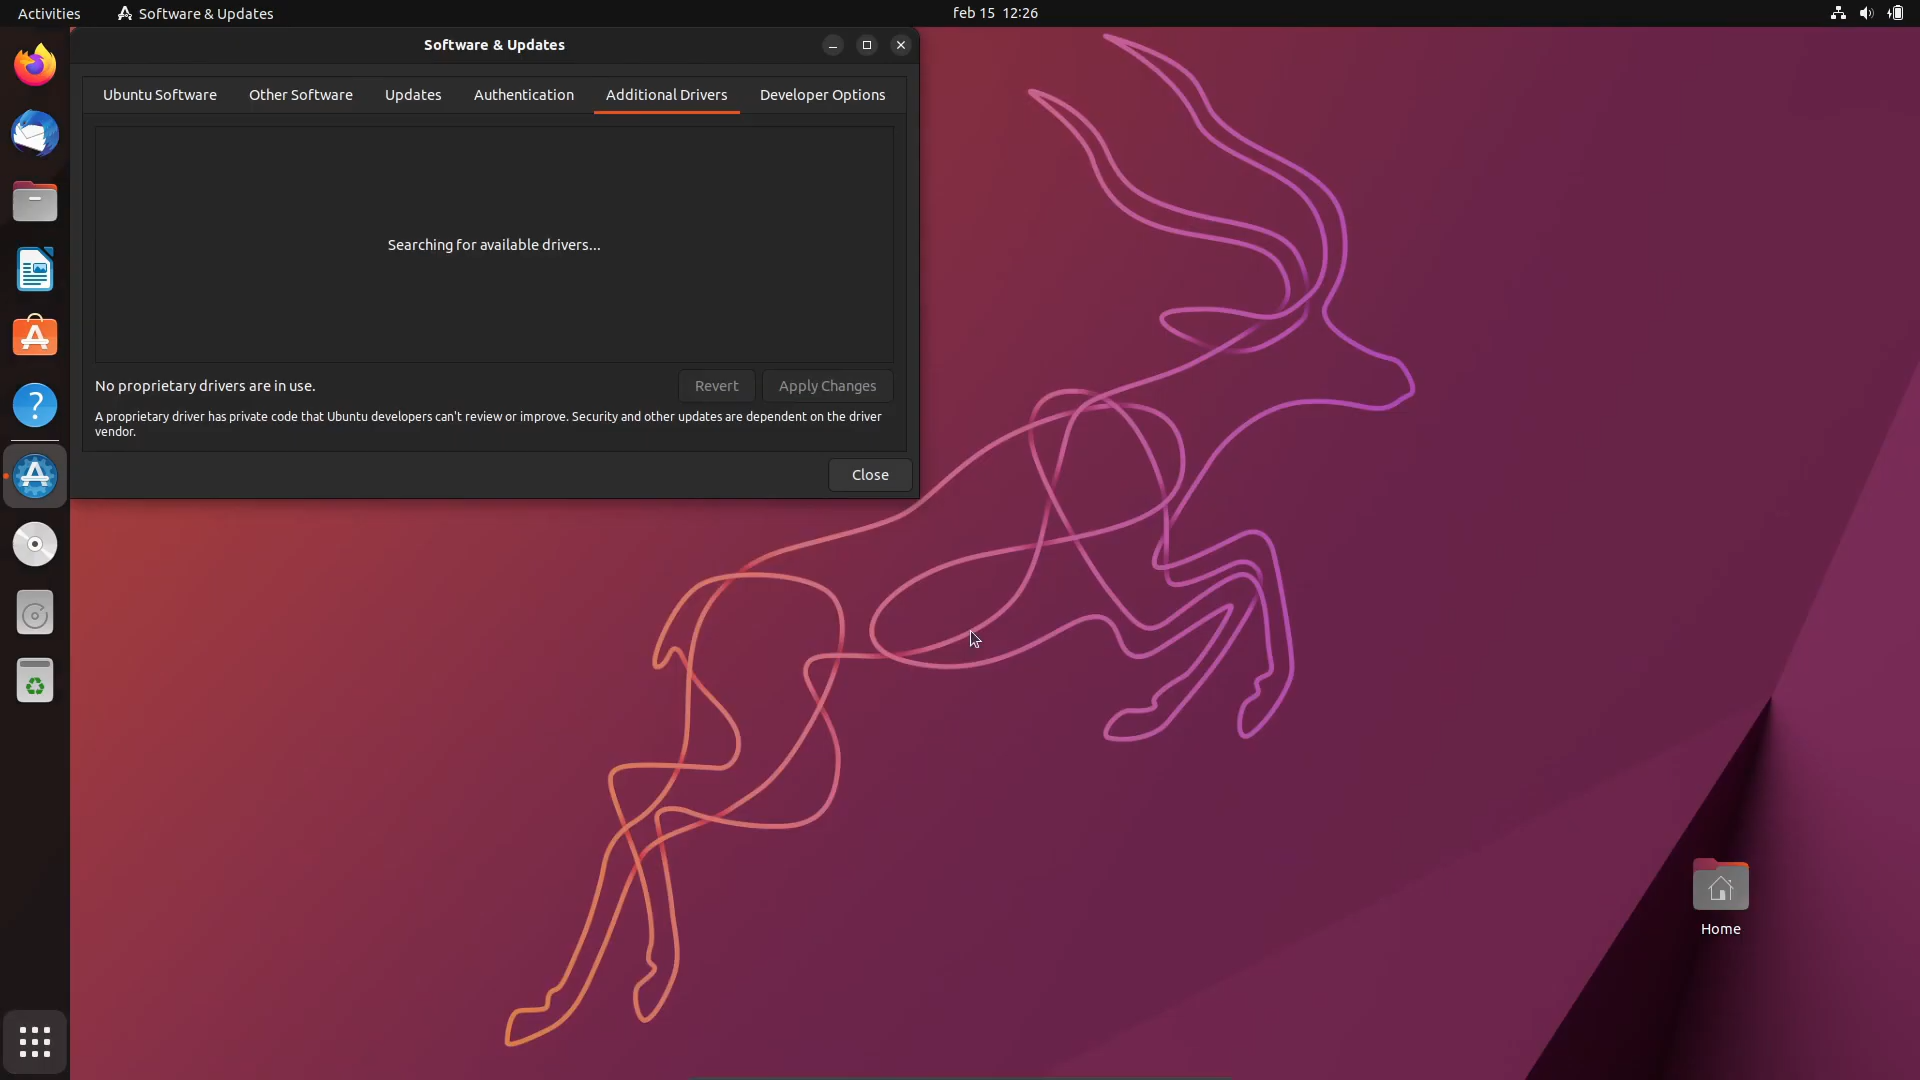 Activities
Software & Updates
feb 15 12:26
Software & Updates
Ubuntu Software
Other Software
Updates
Authentication
Additional Drivers
Developer Options
Searching for available drivers...
No proprietary drivers are in use.
Revert
Apply Changes
A proprietary driver has private code that Ubuntu developers can't review or improve. Security and other updates are dependent on the driver
vendor.
Close
Home